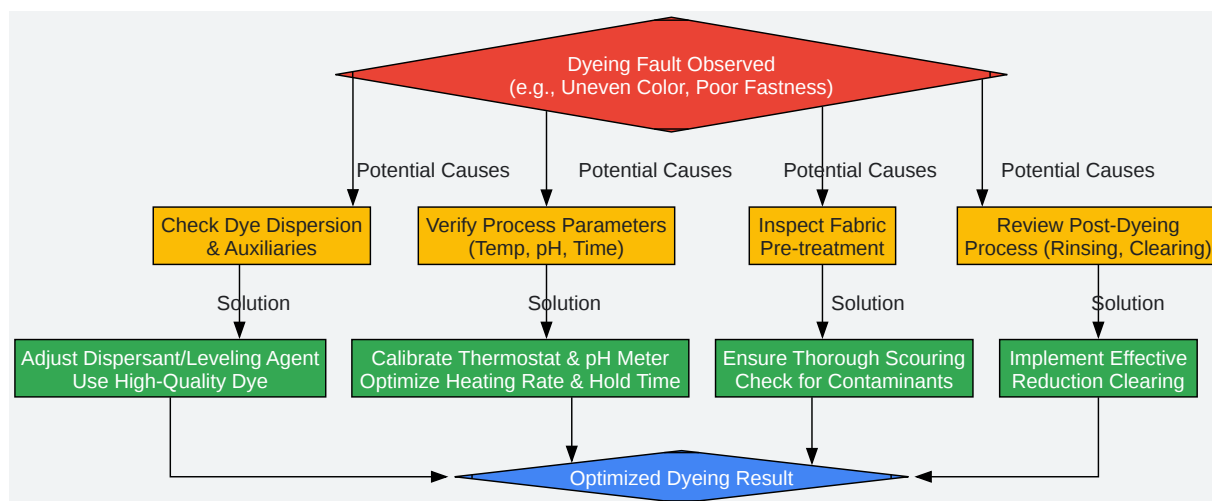 Dyeing Fault Observed
(e.g., Uneven Color, Poor Fastness)
Potential Causes
Potential Causes
Potential Causes
Potential Causes
Check Dye Dispersion
& Auxiliaries
Verify Process Parameters
(Temp, pH, Time)
Inspect Fabric
Pre-treatment
Review Post-Dyeing
Process (Rinsing, Clearing)
Solution
Solution
Solution
Solution
Adjust Dispersant/Leveling Agent
Use High-Quality Dye
Calibrate Thermostat & pH Meter
Optimize Heating Rate & Hold Time
Ensure Thorough Scouring
Check for Contaminants
Implement Effective
Reduction Clearing
Optimized Dyeing Result